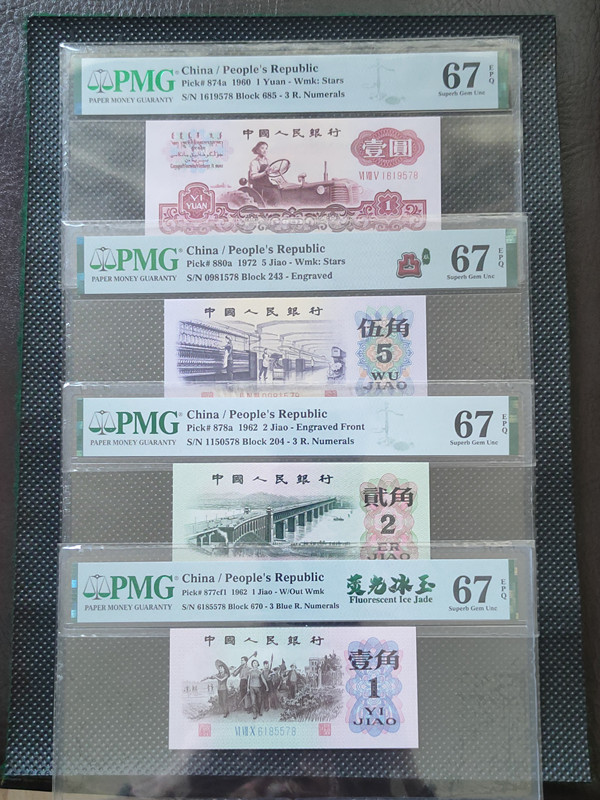 PMG
PAPER MONEY GUARANTY
China / People's Republic
Pick# 874a 1960 1 Yuan - Wmk: Stars
S/N 1619578 Block 685 - 3 R. Numerals
67 EPQ
Superb Gem Unc
中國人民銀行
壹圓
VI VIII V 1619578
YI
YUAN
1
PMG
PAPER MONEY GUARANTY
China / People's Republic
Pick# 880a 1972 5 Jiao - Wmk: Stars
S/N 0981578 Block 243 - Engraved
67 EPQ
Superb Gem Unc
中國人民銀行
伍角
5
WU
JIAO
PMG
PAPER MONEY GUARANTY
China / People's Republic
Pick# 878a 1962 2 Jiao - Engraved Front
S/N 1150578 Block 204 - 3 R. Numerals
67 EPQ
Superb Gem Unc
中國人民銀行
貳角
2
ER
JIAO
PMG
PAPER MONEY GUARANTY
China / People's Republic
Pick# 877cf1 1962 1 Jiao - W/Out Wmk
S/N 6185578 Block 670 - 3 Blue R. Numerals
荧光冰玉
Fluorescent Ice Jade
67 EPQ
Superb Gem Unc
中國人民銀行
壹角
1
YI
JIAO
VI VII X 6185578